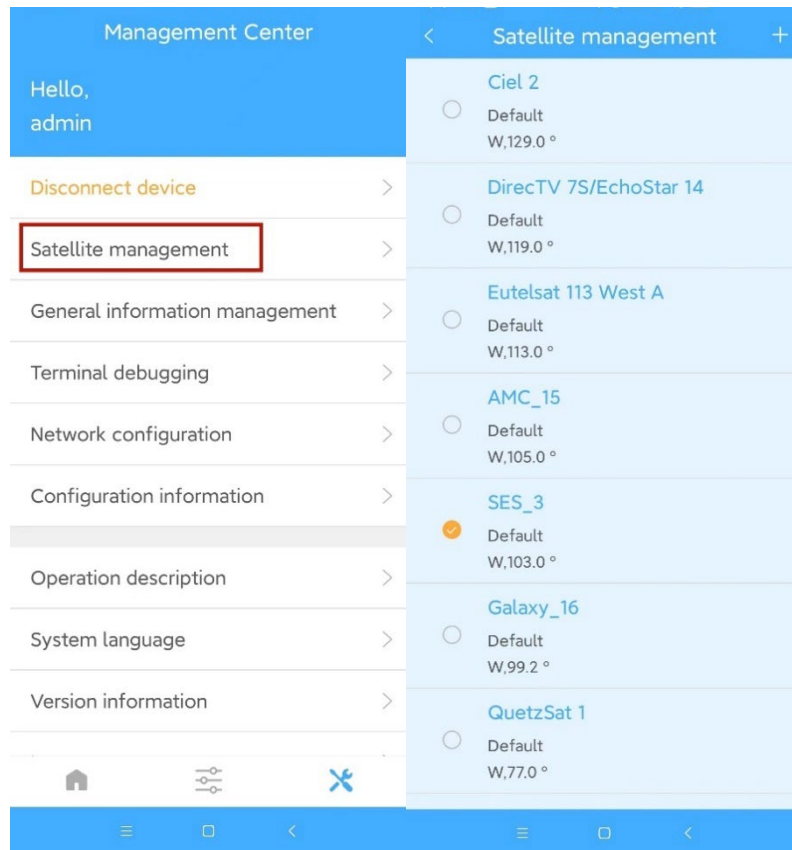 Management Center
Hello,
admin
Disconnect device
Satellite management
General information management
Terminal debugging
Network configuration
Configuration information
Operation description
System language
Version information
Satellite management
Ciel 2
Default
W,129.0 °
DirecTV 7S/EchoStar 14
Default
W,119.0 °
Eutelsat 113 West A
Default
W,113.0 °
AMC_15
Default
W,105.0 °
SES_3
Default
W,103.0 °
Galaxy_16
Default
W,99.2 °
QuetzSat 1
Default
W,77.0 °